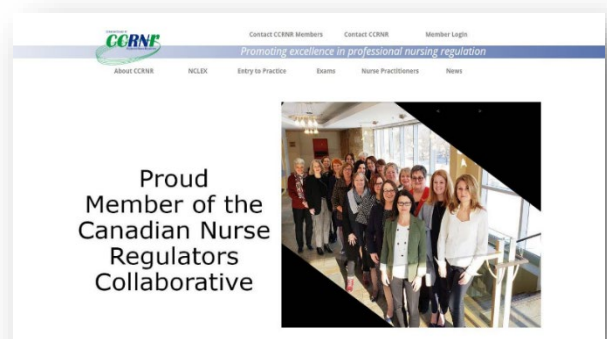 CCRNR
Contact CCRNR Members Contact CCRNR Member Login
Promoting excellence in professional nursing regulation
About CCRNR NCLEX Entry to Practice Exams Nurse Practitioners News
Proud
Member of the
Canadian Nurse
Regulators
Collaborative